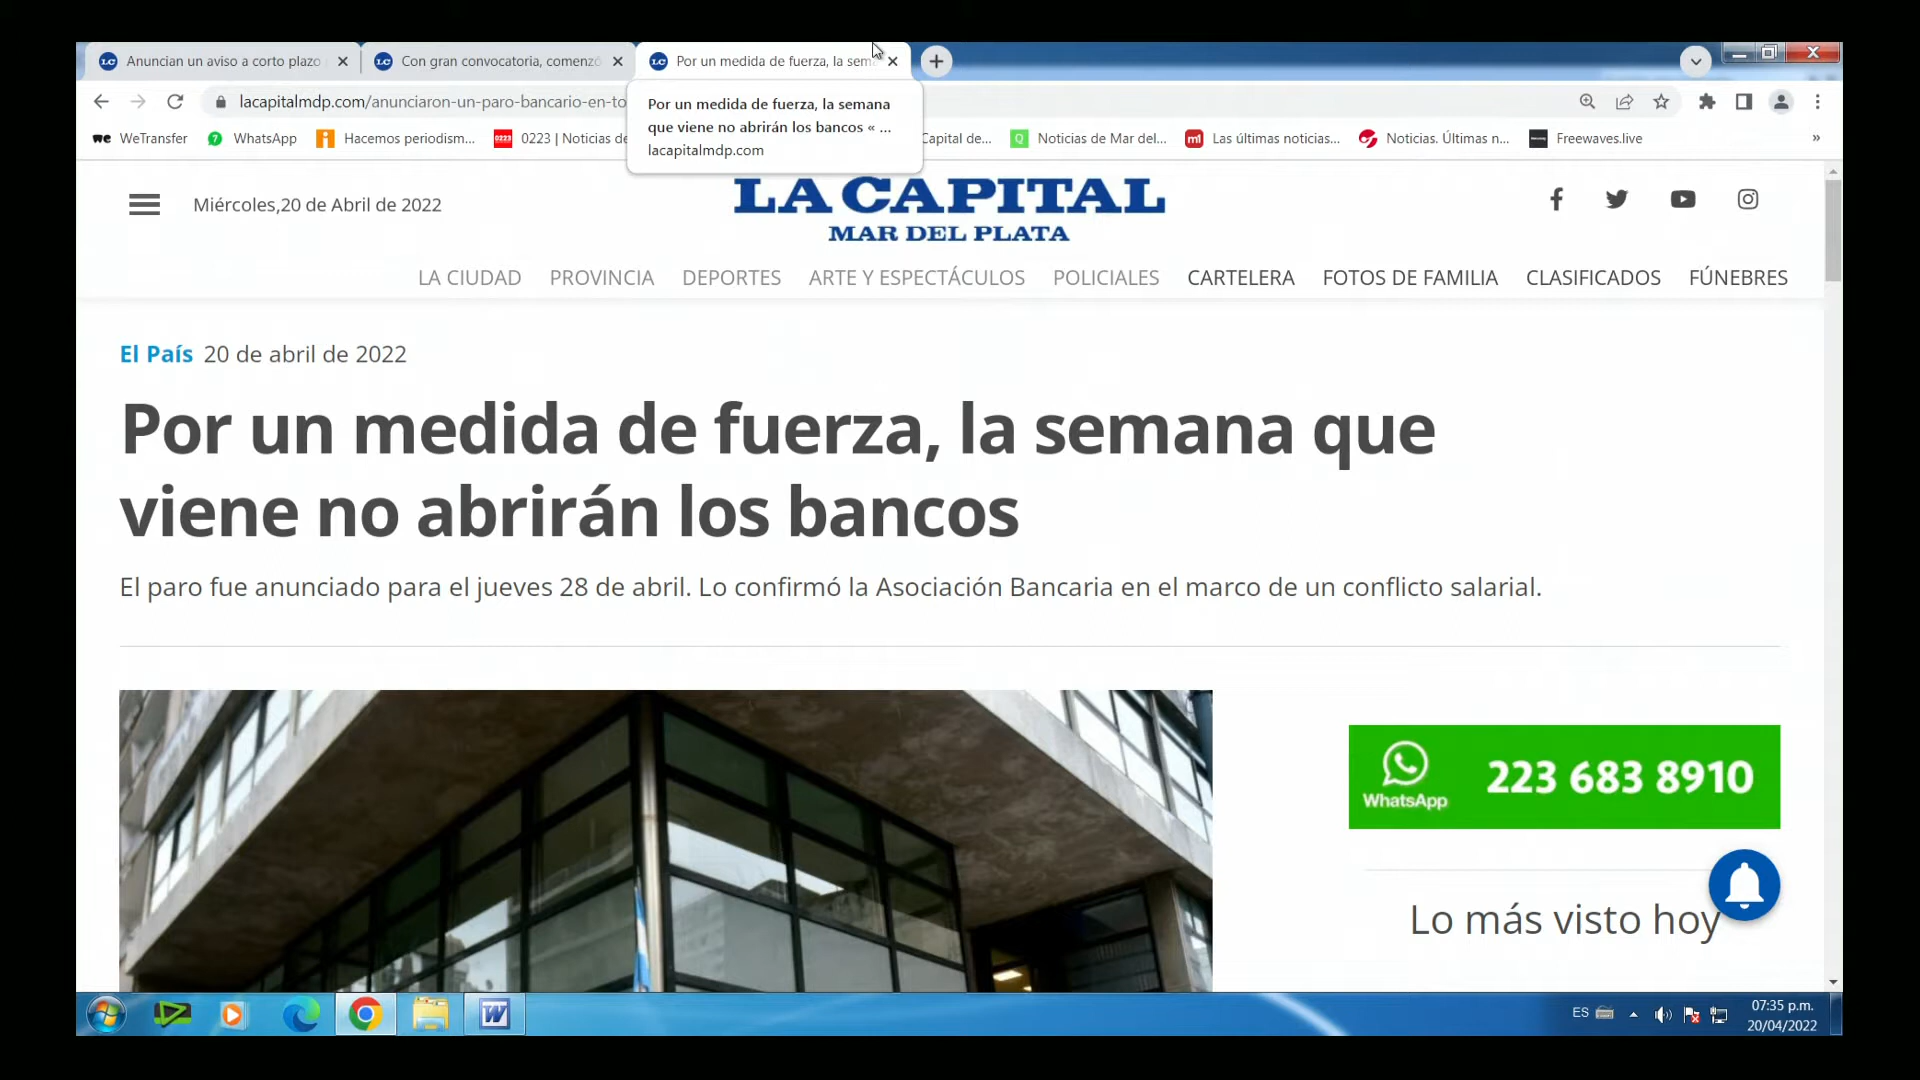 Anuncian un aviso a corto plazo
Con gran convocatoria, comenzó
Por un medida de fuerza, la sem
lacapitalmdp.com/anunciaron-un-paro-bancario-en-to
Por un medida de fuerza, la semana
que viene no abrirán los bancos « ...
lacapitalmdp.com
we WeTransfer
7 WhatsApp
Hacemos periodism...
0223 0223 | Noticias de
Capital de...
Q Noticias de Mar del...
m1 Las últimas noticias...
Noticias. Últimas n...
Freewaves.live
»
Miércoles,20 de Abril de 2022
LA CAPITAL
MAR DEL PLATA
LA CIUDAD PROVINCIA DEPORTES ARTE Y ESPECTÁCULOS POLICIALES CARTELERA FOTOS DE FAMILIA CLASIFICADOS FÚNEBRES
El País 20 de abril de 2022
Por un medida de fuerza, la semana que
viene no abrirán los bancos
El paro fue anunciado para el jueves 28 de abril. Lo confirmó la Asociación Bancaria en el marco de un conflicto salarial.
WhatsApp 223 683 8910
Lo más visto hoy
ES
07:35 p.m.
20/04/2022